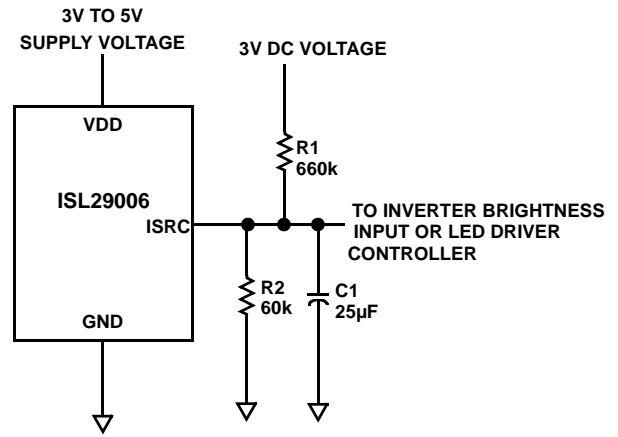 3V TO 5V
SUPPLY VOLTAGE
3V DC VOLTAGE
VDD
R1
660k
ISL29006
ISRC
TO INVERTER BRIGHTNESS
INPUT OR LED DRIVER
CONTROLLER
R2
60k
C1
25µF
GND